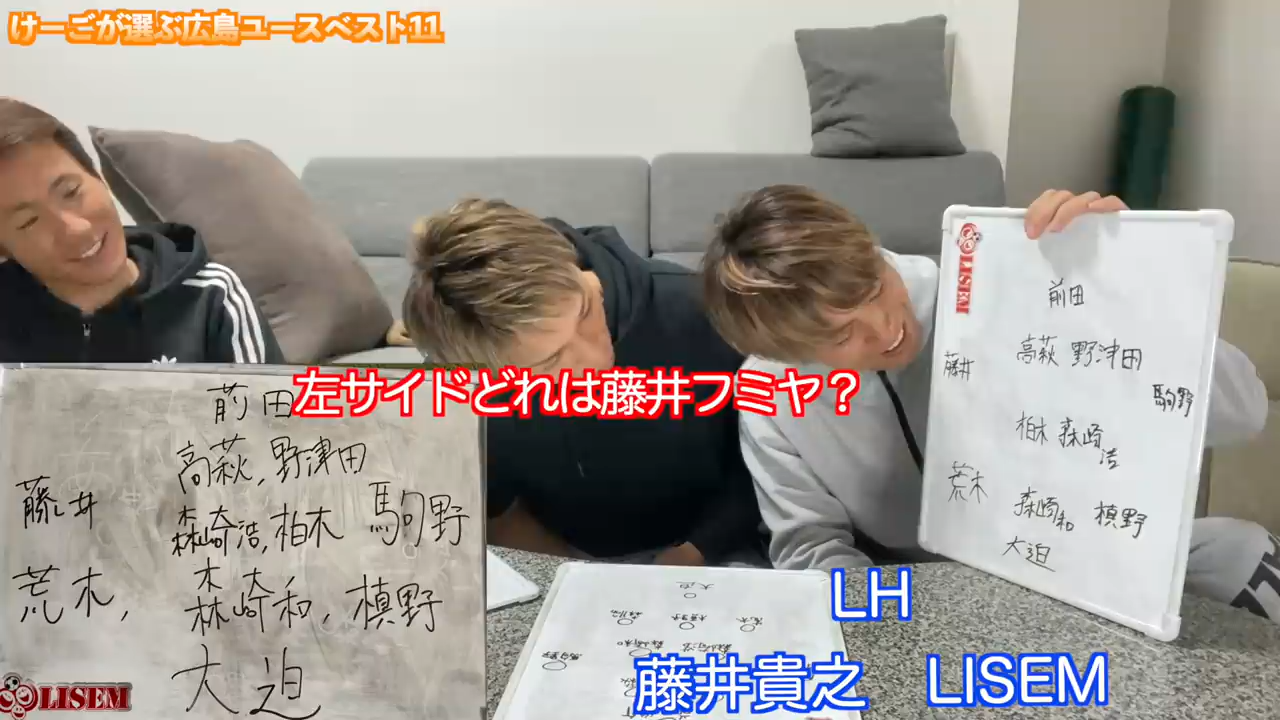 けーごが選ぶ広島ユースベスト11
LISEM
前田
高萩 野津田
藤井
駒野
柏木 森崎浩
荒木
森崎和 槙野
大迫
左サイドどれは藤井フミヤ？
前田
高萩,野津田
藤井
森崎浩,柏木 駒野
荒木, 森崎和, 槙野
大迫
LISEM
大迫
LH
藤井貴之 LISEM